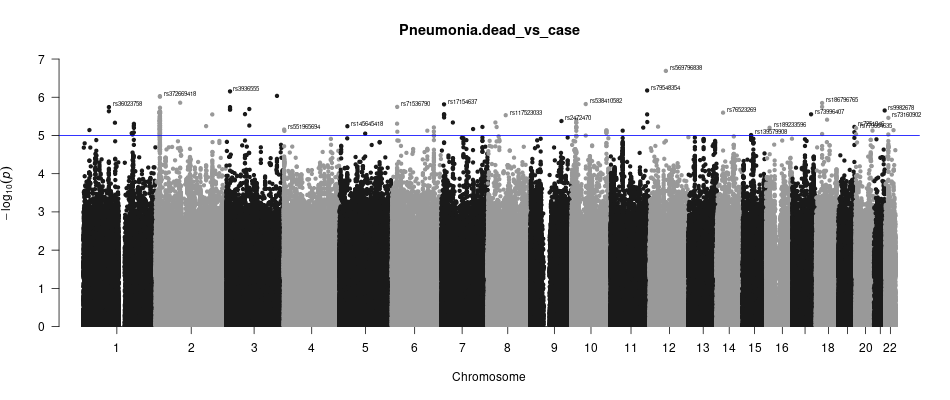 Pneumonia.dead_vs_case
7
rs569796838
6
rs372669418
rs3936555
rs79548354
rs36023758
rs71536790
rs17154637
rs538410582
rs186796765
rs117523033
rs76523269
rs73996407
rs9982678
rs73160902
rs551965694
rs145645418
rs2472470
rs189233596
rs139579908
5
4
3
2
1
0
−log10(p)
1 2 3 4 5 6 7 8 9 10 11 12 13 14 15 16 18 20 22
Chromosome